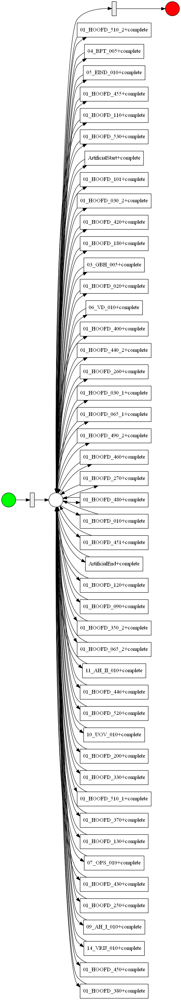 01_HOOFD_510_2+complete
04_BPT_005+complete
05_EIND_010+complete
01_HOOFD_455+complete
01_HOOFD_110+complete
01_HOOFD_530+complete
ArtificialStart+complete
01_HOOFD_101+complete
01_HOOFD_030_2+complete
01_HOOFD_420+complete
01_HOOFD_180+complete
03_GBH_005+complete
01_HOOFD_020+complete
06_VD_010+complete
01_HOOFD_400+complete
01_HOOFD_440_2+complete
01_HOOFD_260+complete
01_HOOFD_030_1+complete
01_HOOFD_065_1+complete
01_HOOFD_490_2+complete
01_HOOFD_460+complete
01_HOOFD_270+complete
01_HOOFD_480+complete
01_HOOFD_010+complete
01_HOOFD_451+complete
ArtificialEnd+complete
01_HOOFD_120+complete
01_HOOFD_090+complete
01_HOOFD_350_2+complete
01_HOOFD_065_2+complete
11_AH_II_010+complete
01_HOOFD_446+complete
01_HOOFD_520+complete
10_UOV_010+complete
01_HOOFD_200+complete
01_HOOFD_330+complete
01_HOOFD_510_1+complete
01_HOOFD_370+complete
01_HOOFD_130+complete
07_OPS_010+complete
01_HOOFD_430+complete
01_HOOFD_250+complete
09_AH_I_010+complete
14_VRIJ_010+complete
01_HOOFD_450+complete
01_HOOFD_380+complete